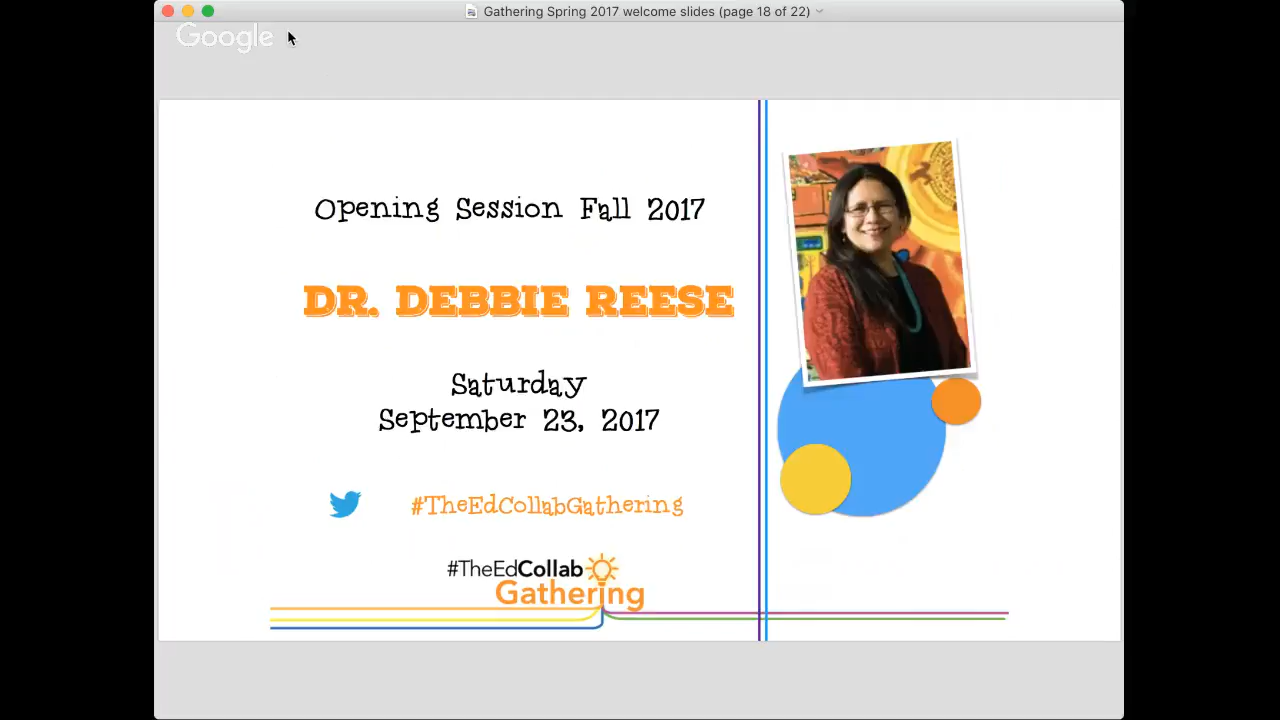 Gathering Spring 2017 welcome slides (page 18 of 22)
Google
Opening Session Fall 2017
DR. DEBBIE REESE
Saturday
September 23, 2017
#TheEdCollabGathering
#TheEdCollab
Gathering